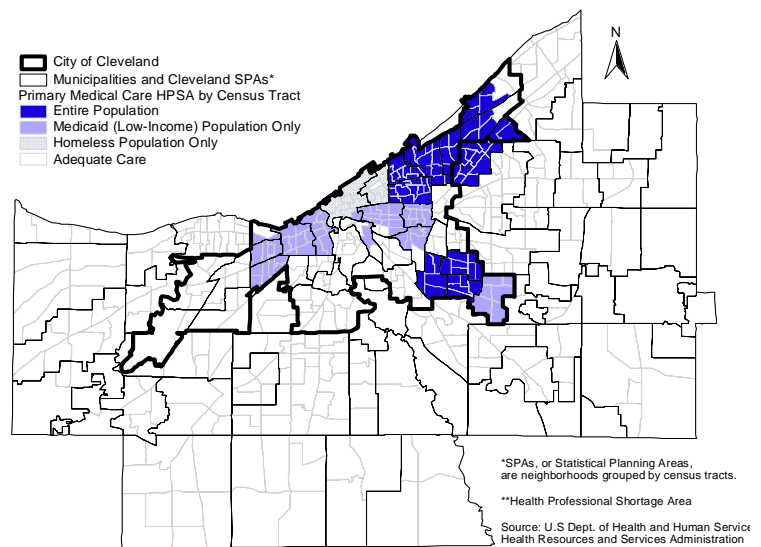 N
City of Cleveland
Municipalities and Cleveland SPAs*
Primary Medical Care HPSA by Census Tract
Entire Population
Medicaid (Low-Income) Population Only
Homeless Population Only
Adequate Care
*SPAs, or Statistical Planning Areas,
are neighborhoods grouped by census tracts.
**Health Professional Shortage Area
Source: U.S Dept. of Health and Human Service
Health Resources and Services Administration